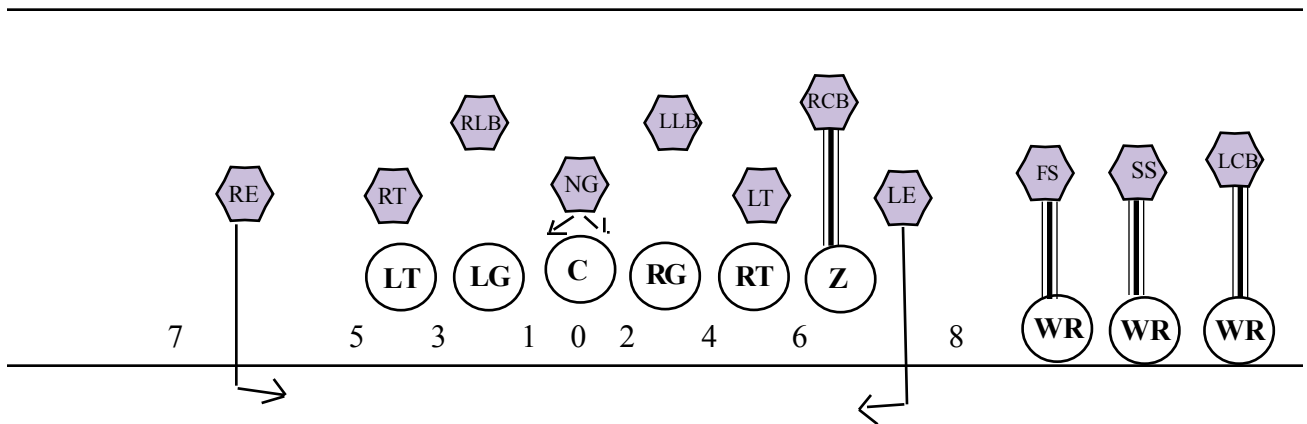 RCB
RLB LLB
FS SS LCB
RE RT NG LT LE
LT LG C RG RT Z
WR WR WR
7 5 3 1 0 2 4 6 8